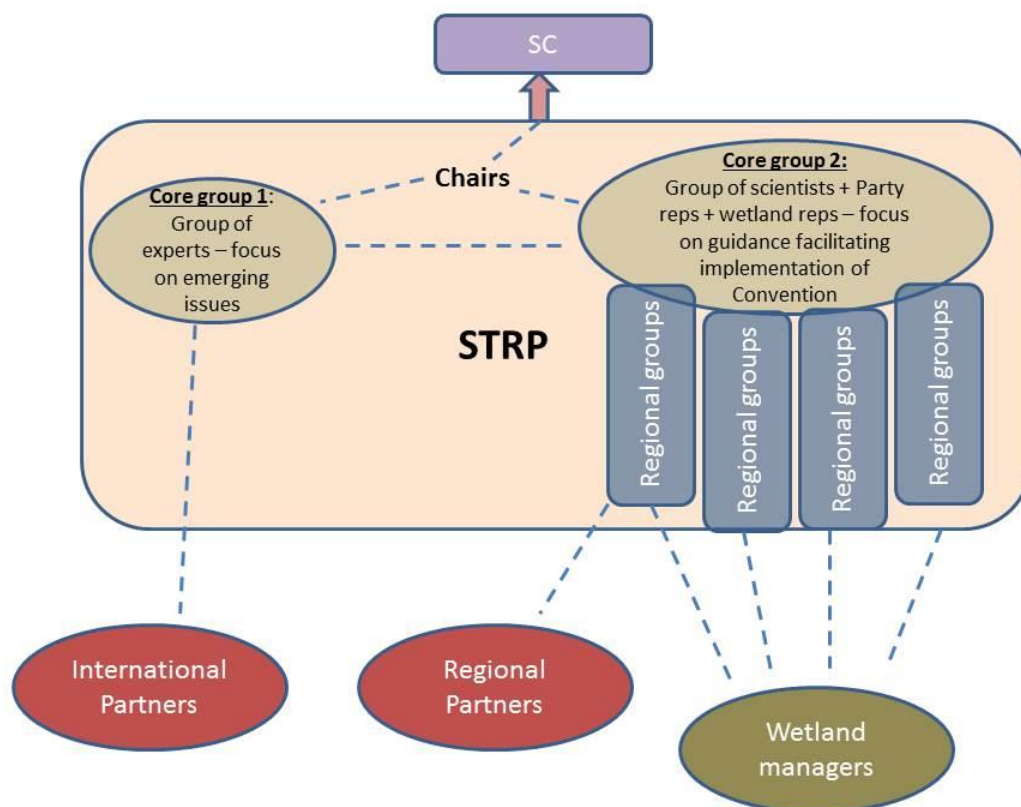 SC
Chairs
Core group 1:
Group of
experts – focus
on emerging
issues
Core group 2:
Group of scientists + Party
reps + wetland reps – focus
on guidance facilitating
implementation of
Convention
STRP
Regional groups
Regional groups
Regional groups
Regional groups
International
Partners
Regional
Partners
Wetland
managers